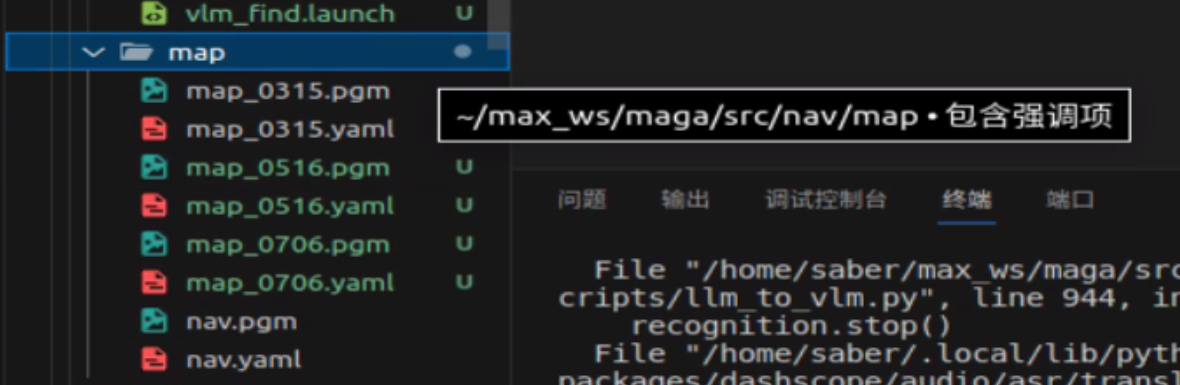 vlm_find.launch U
map
map_0315.pgm
map_0315.yaml
map_0516.pgm U
map_0516.yaml U
map_0706.pgm U
map_0706.yaml U
nav.pgm
nav.yaml
~/max_ws/maga/src/nav/map • 包含强调项
问题 输出 调试控制台 终端 端口
File "/home/saber/max_ws/maga/src
cripts/llm_to_vlm.py", line 944, in
recognition.stop()
File "/home/saber/.local/lib/pyth
packages/dashscope/audio/asr/transl